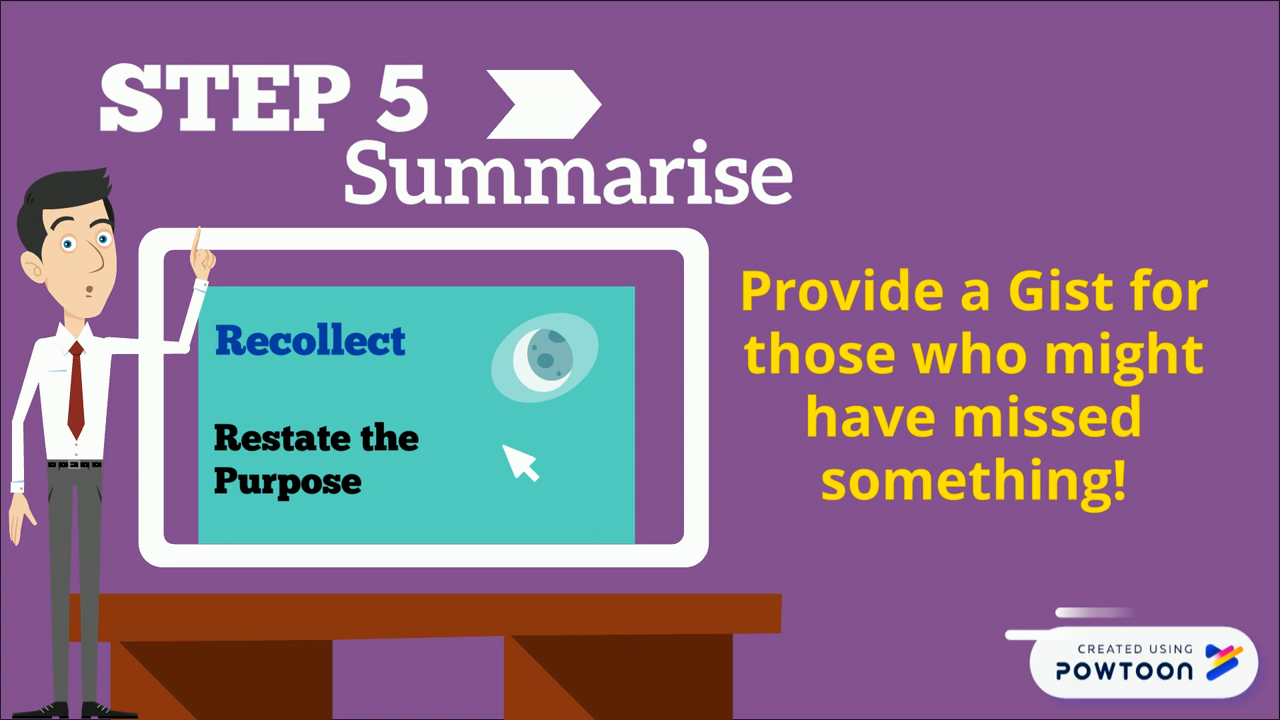 STEP 5
Summarise
Recollect
Restate the
Purpose
Provide a Gist for
those who might
have missed
something!
CREATED USING
POWTOON